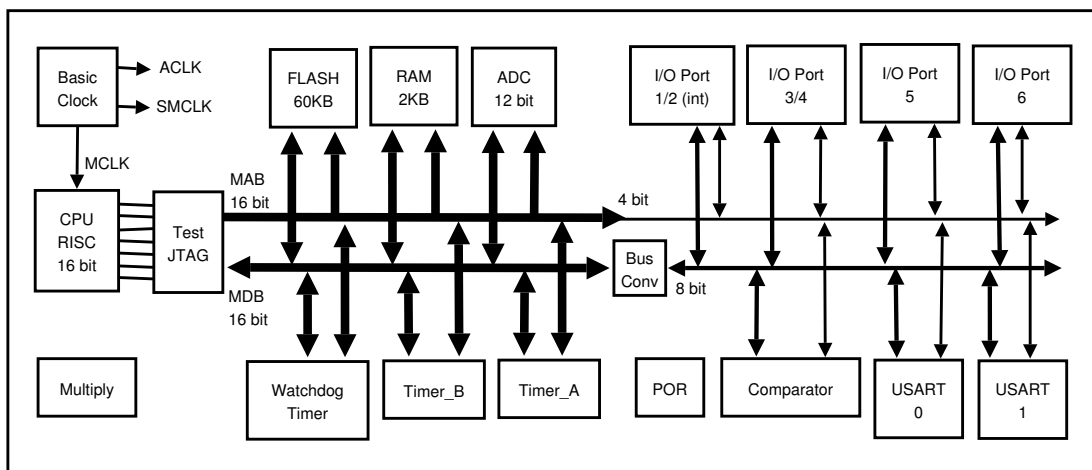 Basic
Clock
ACLK
SMCLK
MCLK
FLASH
60KB
RAM
2KB
ADC
12 bit
I/O Port
1/2 (int)
I/O Port
3/4
I/O Port
5
I/O Port
6
CPU
RISC
16 bit
Test
JTAG
MAB
16 bit
4 bit
MDB
16 bit
Bus
Conv
8 bit
Multiply
Watchdog
Timer
Timer_B
Timer_A
POR
Comparator
USART
0
USART
1